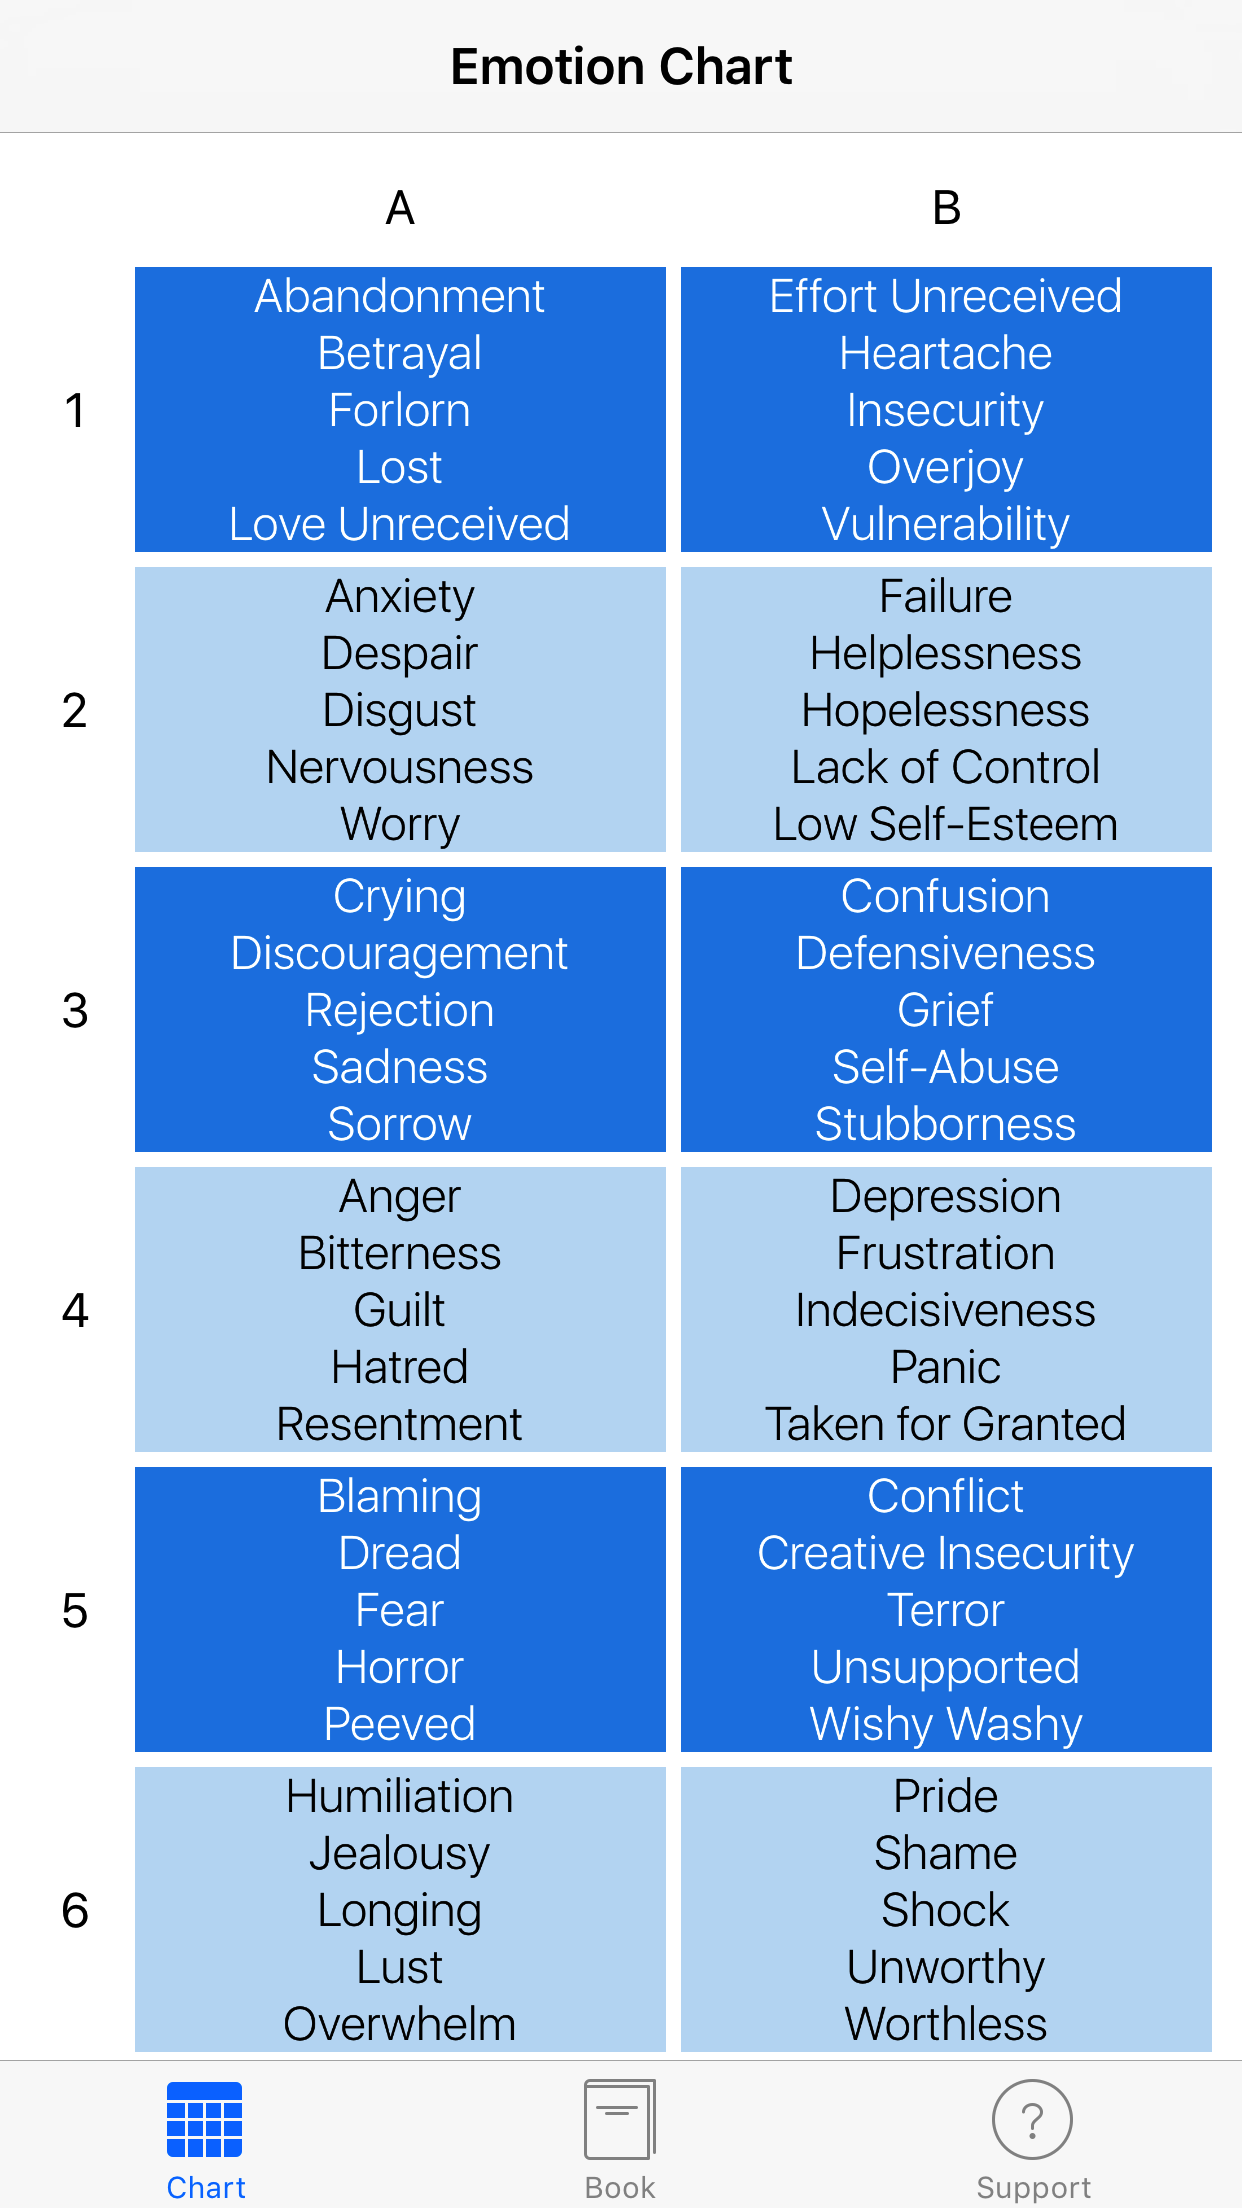 Emotion Chart
A B
1
Abandonment
Betrayal
Forlorn
Lost
Love Unreceived
Effort Unreceived
Heartache
Insecurity
Overjoy
Vulnerability
2
Anxiety
Despair
Disgust
Nervousness
Worry
Failure
Helplessness
Hopelessness
Lack of Control
Low Self-Esteem
3
Crying
Discouragement
Rejection
Sadness
Sorrow
Confusion
Defensiveness
Grief
Self-Abuse
Stubborness
4
Anger
Bitterness
Guilt
Hatred
Resentment
Depression
Frustration
Indecisiveness
Panic
Taken for Granted
5
Blaming
Dread
Fear
Horror
Peeved
Conflict
Creative Insecurity
Terror
Unsupported
Wishy Washy
6
Humiliation
Jealousy
Longing
Lust
Overwhelm
Pride
Shame
Shock
Unworthy
Worthless
?
Chart Book Support